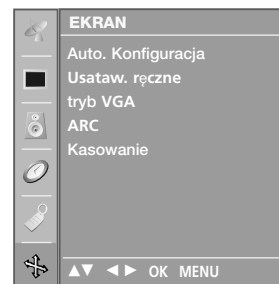 EKRAN
Auto. Konfiguracja
Usataw. ręczne
tryb VGA
ARC
Kasowanie
▲▼ ◄► OK MENU